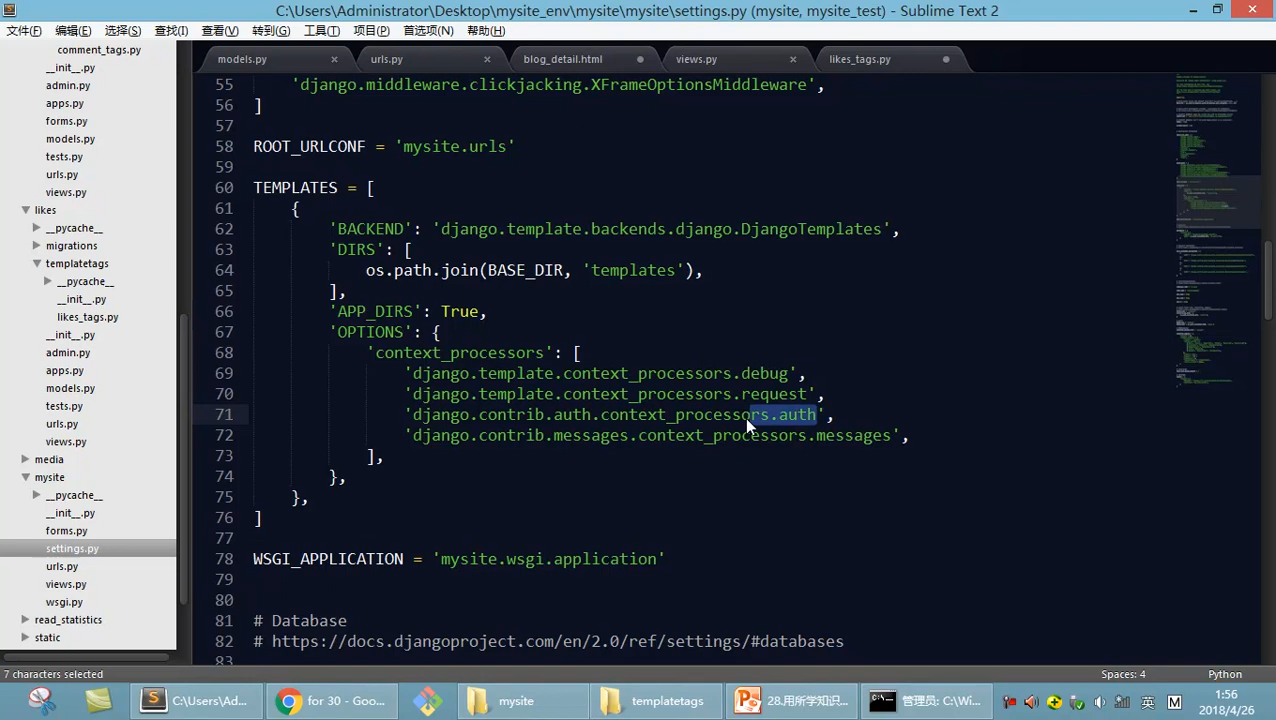 C:\Users\Administrator\Desktop\mysite_env\mysite\mysite\settings.py (mysite, mysite_test) - Sublime Text 2
文件(F) 编辑(E) 选择(S) 查找(I) 查看(V) 转到(G) 工具(T) 项目(P) 首选项(N) 帮助(H)
comment_tags.py
__init__.py
admin.py
apps.py
forms.py
models.py
tests.py
urls.py
views.py
likes
__pycache__
migrations
templatetags
__pycache__
__init__.py
likes_tags.py
__init__.py
admin.py
apps.py
models.py
tests.py
urls.py
views.py
media
mysite
__pycache__
__init__.py
forms.py
settings.py
urls.py
views.py
wsgi.py
read_statistics
static
models.py urls.py blog_detail.html views.py likes_tags.py
55 'django.middleware.clickjacking.XFrameOptionsMiddleware',
56 ]
57
58 ROOT_URLCONF = 'mysite.urls'
59
60 TEMPLATES = [
61 {
62 'BACKEND': 'django.template.backends.django.DjangoTemplates',
63 'DIRS': [
64 os.path.join(BASE_DIR, 'templates'),
65 ],
66 'APP_DIRS': True,
67 'OPTIONS': {
68 'context_processors': [
69 'django.template.context_processors.debug',
70 'django.template.context_processors.request',
71 'django.contrib.auth.context_processors.auth',
72 'django.contrib.messages.context_processors.messages',
73 ],
74 },
75 },
76 ]
77
78 WSGI_APPLICATION = 'mysite.wsgi.application'
79
80
81 # Database
82 # https://docs.djangoproject.com/en/2.0/ref/settings/#databases
83
7 characters selected Spaces: 4 Python
C:\Users\Ad... for 30 - Goo... mysite templatetags 28.用所学知识... 管理员: C:\Wi... 英 M 1:56
2018/4/26